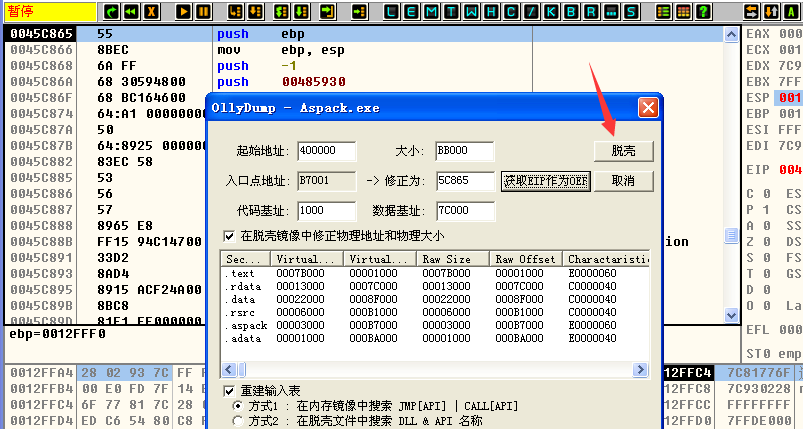 暂停 L E M T W H C / K B R ... S ?
0045C865 55 push ebp
0045C866 8BEC mov ebp, esp
0045C868 6A FF push -1
0045C86A 68 30594800 push 00485930
0045C86F 68 BC164600
0045C874 64:A1 00000000
0045C87A 50
0045C87B 64:8925 000000
0045C882 83EC 58
0045C885 53
0045C886 56
0045C887 57
0045C888 8965 E8
0045C88B FF15 94C14700
0045C891 33D2
0045C893 8AD4
0045C895 8915 ACF24A00
0045C89B 8BC8
0045C89D 81E1 FF000000
ion
ebp=0012FFF0
OllyDump - Aspack.exe
起始地址: 400000 大小: BB000 脱壳
入口点地址: B7001 -> 修正为: 5C865 获取EIP作为OEP 取消
代码基址: 1000 数据基址: 7C000
在脱壳镜像中修正物理地址和物理大小
Sec... Virtual... Virtual... Raw Size Raw Offset Charactaristi
.text 0007B000 00001000 0007B000 00001000 E0000060
.rdata 00013000 0007C000 00013000 0007C000 C0000040
.data 00022000 0008F000 00022000 0008F000 C0000040
.rsrc 00006000 000B1000 00006000 000B1000 C0000040
.aspack 00003000 000B7000 00003000 000B7000 E0000060
.adata 00001000 000BA000 00001000 000BA000 E0000060
重建输入表
方式1 : 在内存镜像中搜索 JMP[API] | CALL[API]
方式2 : 在脱壳文件中搜索 DLL & API 名称
EAX 000
ECX 001
EDX 7C9
EBX 7FF
ESP 001
EBP 001
ESI FFF
EDI 7C9
EIP 004
C 0 ES
P 1 CS
A 0 SS
Z 0 DS
S 0 FS
T 0 GS
D 0
O 0 La
EFL 000
ST0 emp
0012FFA4 28 02 93 7C FF
0012FFB4 00 E0 FD 7F 14
0012FFC4 6F 77 81 7C 28
0012FFD4 ED C6 54 80 C8
0012FFC4 7C81776F
0012FFC8 7C930228
0012FFCC FFFFFFFF
0012FFD0 7FFDE000